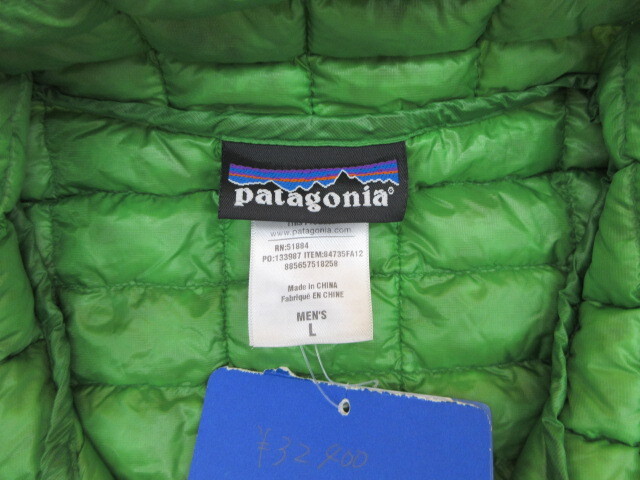 patagonia®
www.patagonia.com
RN:51884
PO:133987 ITEM:84735FA12
885657518258
Made in CHINA
Fabriqué EN CHINE
MEN'S
L
¥32,900